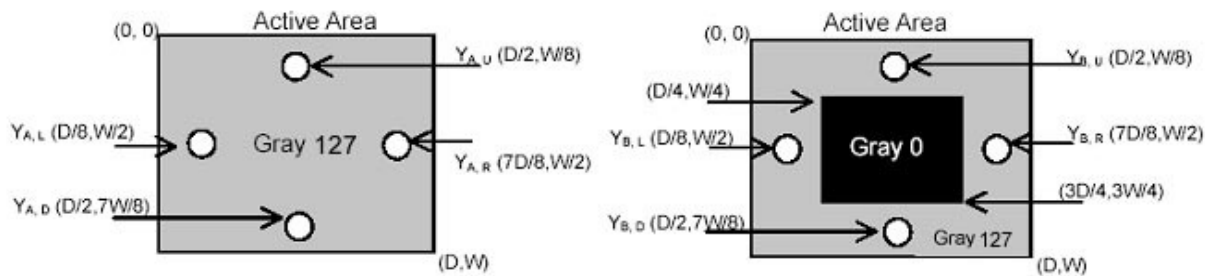 Active Area
(0, 0)
Y_A, U (D/2,W/8)
Y_A, L (D/8,W/2)
Gray 127
Y_A, R (7D/8,W/2)
Y_A, D (D/2,7W/8)
(D,W)
Active Area
(0, 0)
Y_B, U (D/2,W/8)
(D/4,W/4)
Y_B, L (D/8,W/2)
Gray 0
Y_B, R (7D/8,W/2)
(3D/4,3W/4)
Y_B, D (D/2,7W/8)
Gray 127
(D,W)